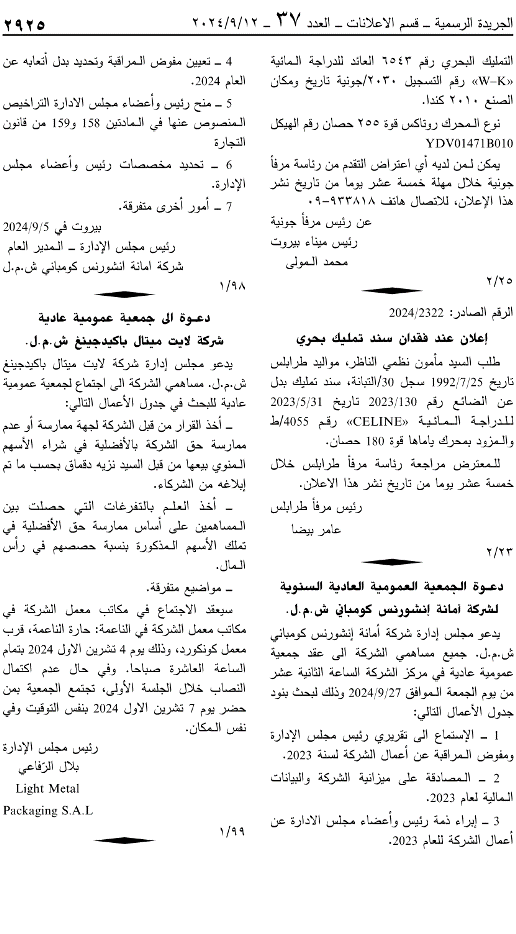 الجريدة الرسمية ــ قسم الاعلانات ــ العدد ٣٧ ــ ٢٠٢٤/٩/١٢
٢٩٢٥
التمليك البحري رقم ٦٥٤٣ العائد للدراجة المائية
«W–K» رقم التسجيل ٢٠٣٠/جونية تاريخ ومكان
الصنع ٢٠١٠ كندا.
نوع المحرك روتاكس قوة ٢٥٥ حصان رقم الهيكل
YDV01471B010
يمكن لمن لديه أي اعتراض التقدم من رئاسة مرفأ
جونية خلال مهلة خمسة عشر يوما من تاريخ نشر
هذا الإعلان، للاتصال هاتف ٩٣٣٨١٨–٠٩
عن رئيس مرفأ جونية
رئيس ميناء بيروت
محمد المولى
٢/٢٥
الرقم الصادر: 2024/2322
إعلان عند فقدان سند تمليك بحري
طلب السيد مأمون نظمي الناظر، مواليد طرابلس
تاريخ 1992/7/25 سجل 30/التبانة، سند تمليك بدل
عن الضائع رقم 2023/130 تاريخ 2023/5/31
للدراجة المائية «CELINE» رقم 4055/ط
والمزود بمحرك ياماها قوة 180 حصان.
للمعترض مراجعة رئاسة مرفأ طرابلس خلال
خمسة عشر يوما من تاريخ نشر هذا الاعلان.
رئيس مرفأ طرابلس
عامر بيضا
٢/٢٣
دعوة الجمعية العمومية العادية السنوية
لشركة أمانة إنشورنس كومباني ش.م.ل.
يدعو مجلس إدارة شركة أمانة إنشورنس كومباني
ش.م.ل. جميع مساهمي الشركة الى عقد جمعية
عمومية عادية في مركز الشركة الساعة الثانية عشر
من يوم الجمعة الموافق 2024/9/27 وذلك لبحث بنود
جدول الأعمال التالي:
1 ــ الإستماع الى تقريري رئيس مجلس الإدارة
ومفوض المراقبة عن أعمال الشركة لسنة 2023.
2 ــ المصادقة على ميزانية الشركة والبيانات
المالية لعام 2023.
3 ــ إبراء ذمة رئيس وأعضاء مجلس الادارة عن
أعمال الشركة للعام 2023.
4 ــ تعيين مفوض المراقبة وتحديد بدل أتعابه عن
العام 2024.
5 ــ منح رئيس وأعضاء مجلس الادارة التراخيص
المنصوص عنها في المادتين 158 و159 من قانون
التجارة
6 ــ تحديد مخصصات رئيس وأعضاء مجلس
الإدارة.
7 ــ أمور أخرى متفرقة.
بيروت في 2024/9/5
رئيس مجلس الإدارة ــ المدير العام
شركة امانة انشورنس كومباني ش.م.ل
١/٩٨
دعوة الى جمعية عمومية عادية
شركة لايت ميتال باكيدجينغ ش.م.ل.
يدعو مجلس إدارة شركة لايت ميتال باكيدجينغ
ش.م.ل. مساهمي الشركة الى اجتماع لجمعية عمومية
عادية للبحث في جدول الأعمال التالي:
ــ أخذ القرار من قبل الشركة لجهة ممارسة أو عدم
ممارسة حق الشركة بالأفضلية في شراء الأسهم
المنوي بيعها من قبل السيد نزيه دقماق بحسب ما تم
إبلاغه من الشركاء.
ــ أخذ العلم بالتفرغات التي حصلت بين
المساهمين على أساس ممارسة حق الأفضلية في
تملك الأسهم المذكورة بنسبة حصصهم في رأس
المال.
ــ مواضيع متفرقة.
سيعقد الاجتماع في مكاتب معمل الشركة في
مكاتب معمل الشركة في الناعمة: حارة الناعمة، قرب
معمل كونكورد، وذلك يوم 4 تشرين الاول 2024 بتمام
الساعة العاشرة صباحا. وفي حال عدم اكتمال
النصاب خلال الجلسة الأولى، تجتمع الجمعية بمن
حضر يوم 7 تشرين الاول 2024 بنفس التوقيت وفي
نفس المكان.
رئيس مجلس الإدارة
بلال الرّفاعي
Light Metal
Packaging S.A.L
١/٩٩